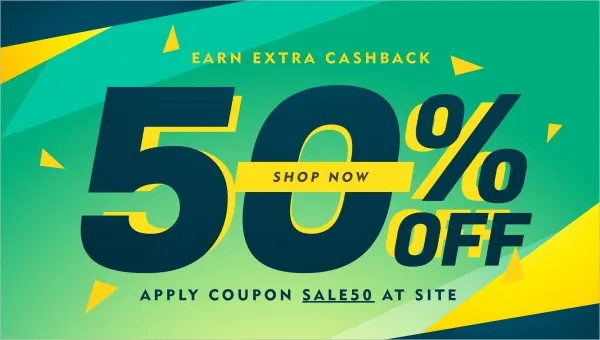 EARN EXTRA CASHBACK
50%
SHOP NOW
OFF
APPLY COUPON SALE50 AT SITE